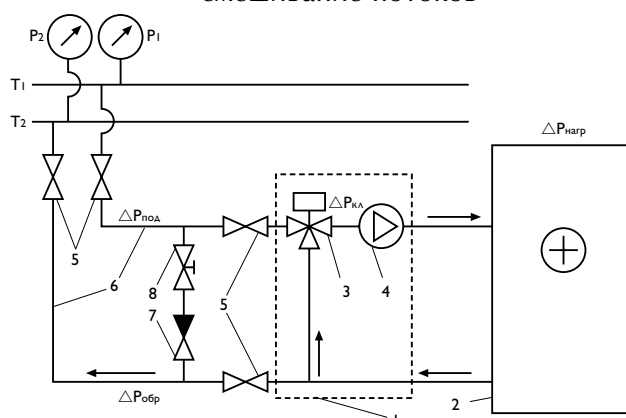 смешивание потоков
P2
P1
T1
T2
△Pнагр
△Pкл
△Pпод
5
6
8
5
3
4
7
△Pобр
2
1